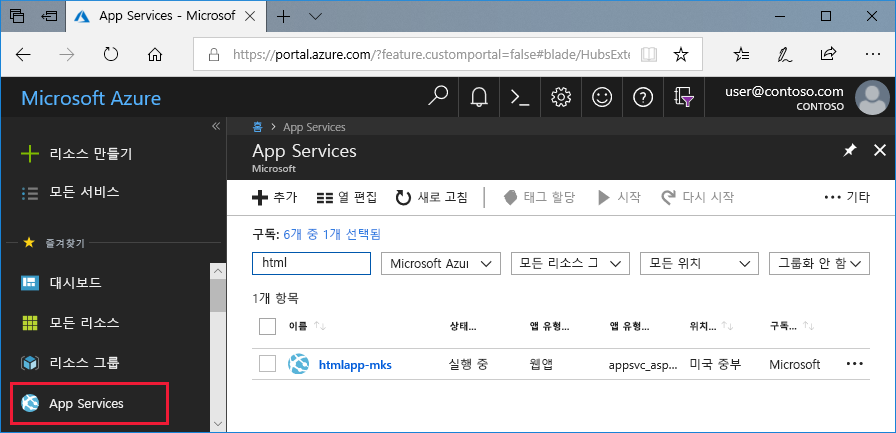 App Services - Microsof
https://portal.azure.com/?feature.customportal=false#blade/HubsExte
Microsoft Azure
user@contoso.com
CONTOSO
리소스 만들기
모든 서비스
즐겨찾기
대시보드
모든 리소스
리소스 그룹
App Services
홈 > App Services
App Services
Microsoft
추가 열 편집 새로 고침 태그 할당 시작 다시 시작 기타
구독: 6개 중 1개 선택됨
html Microsoft Azur 모든 리소스 그 모든 위치 그룹화 안 함
1개 항목
이름 상태... 앱 유형... 앱 유형... 위치... 구독...
htmlapp-mks 실행 중 웹앱 appsvc_asp... 미국 중부 Microsoft